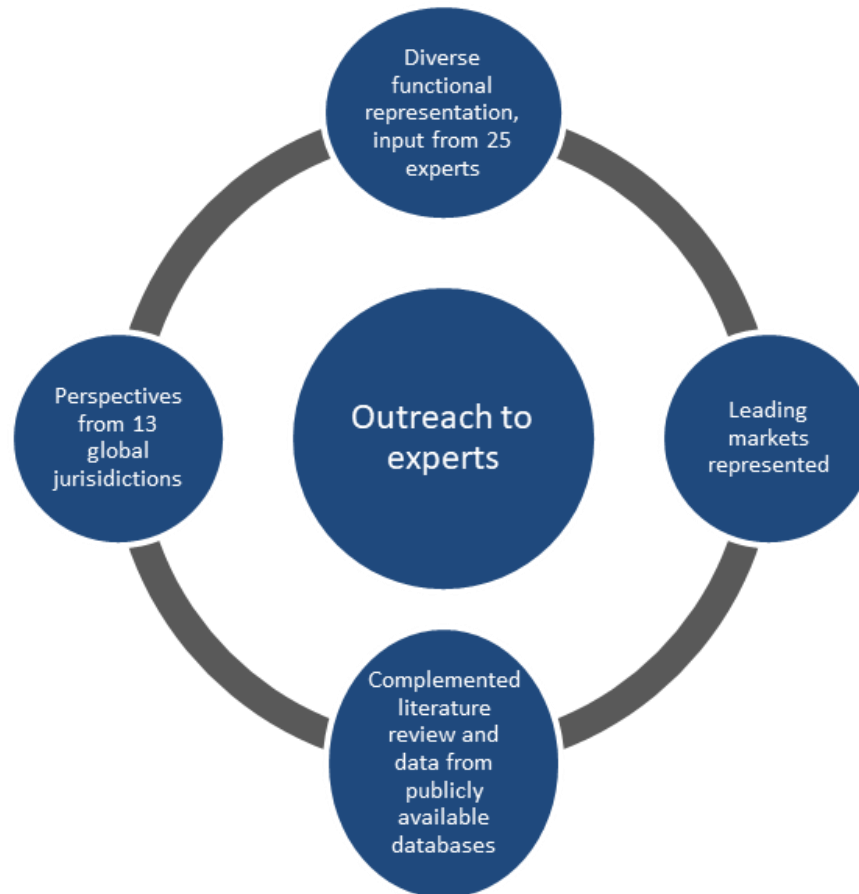 Diverse
functional
representation,
input from 25
experts
Perspectives
from 13
global
jurisidictions
Outreach to
experts
Leading
markets
represented
Complemented
literature
review and
data from
publicly
available
databases